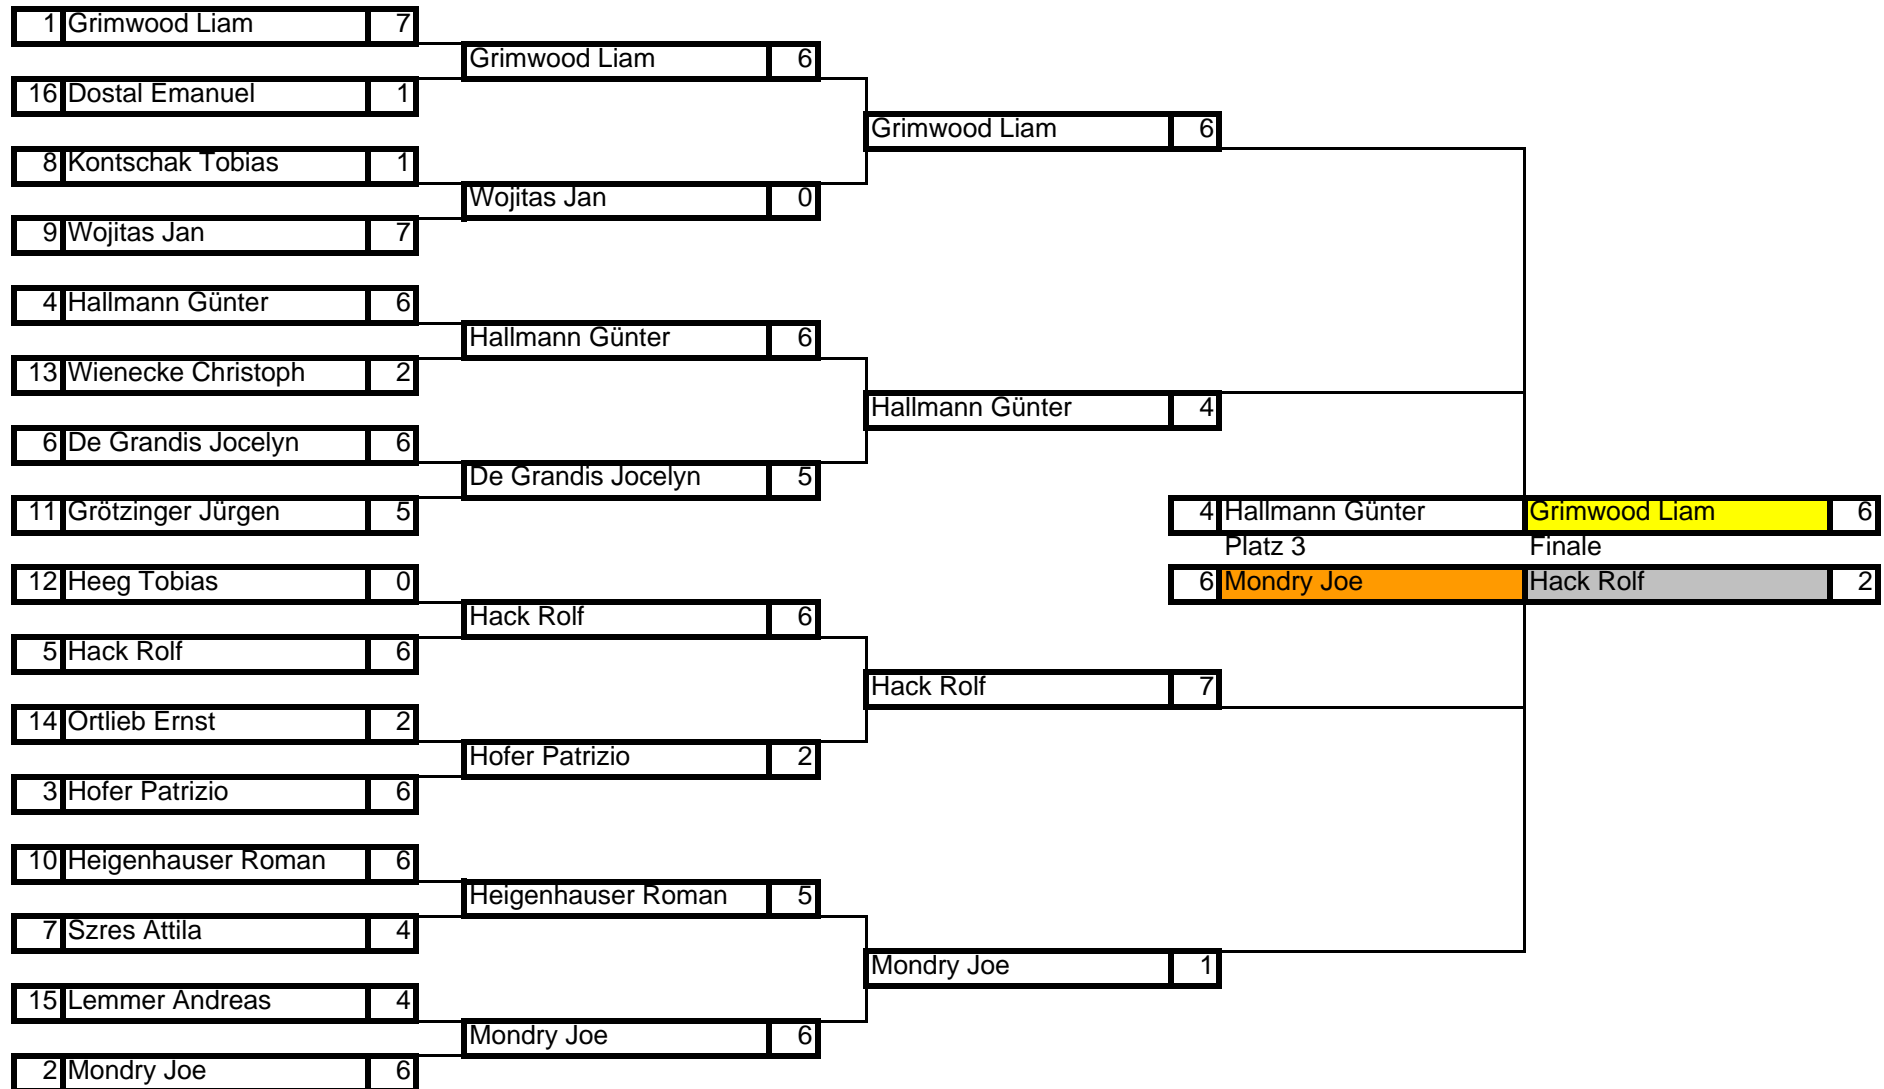 1 Grimwood Liam 7
Grimwood Liam 6
16 Dostal Emanuel 1
Grimwood Liam 6
8 Kontschak Tobias 1
Wojitas Jan 0
9 Wojitas Jan 7
4 Hallmann Günter 6
Hallmann Günter 6
13 Wienecke Christoph 2
Hallmann Günter 4
6 De Grandis Jocelyn 6
De Grandis Jocelyn 5
11 Grötzinger Jürgen 5
4 Hallmann Günter Grimwood Liam 6
Platz 3 Finale
12 Heeg Tobias 0
6 Mondry Joe Hack Rolf 2
Hack Rolf 6
5 Hack Rolf 6
Hack Rolf 7
14 Ortlieb Ernst 2
Hofer Patrizio 2
3 Hofer Patrizio 6
10 Heigenhauser Roman 6
Heigenhauser Roman 5
7 Szres Attila 4
Mondry Joe 1
15 Lemmer Andreas 4
Mondry Joe 6
2 Mondry Joe 6